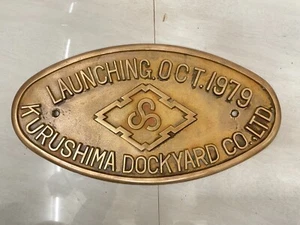 LAUNCHING.OCT.1979
KURUSHIMA DOCKYARD CO.,LTD.